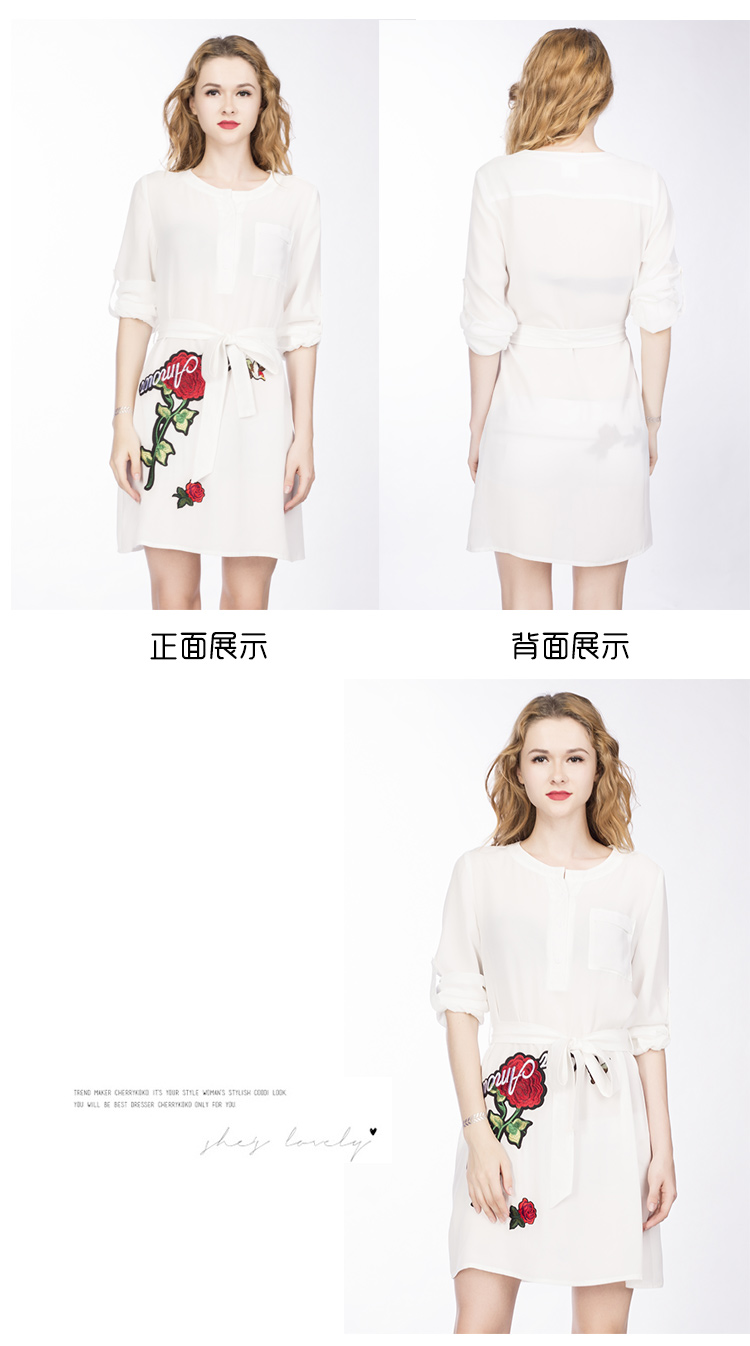 Amour
正面展示
背面展示
Amour
TREND MAKER CHERRYKOKO IT'S YOUR STYLE WOMAN'S STYLISH COODI LOOK.
YOU WILL BE BEST DRESSER CHERRYKOKO ONLY FOR YOU.
she's lovely